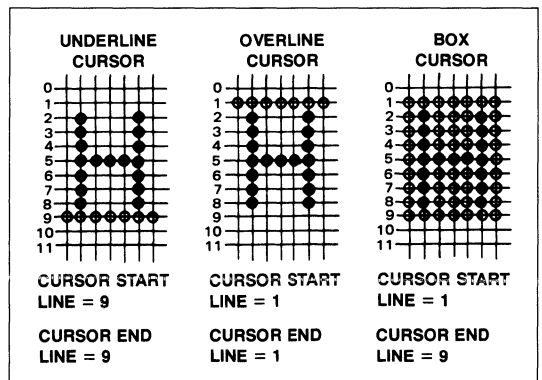 UNDERLINE
CURSOR
0
1
2
3
4
5
6
7
8
9
10
11
CURSOR START
LINE = 9
CURSOR END
LINE = 9
OVERLINE
CURSOR
0
1
2
3
4
5
6
7
8
9
10
11
CURSOR START
LINE = 1
CURSOR END
LINE = 1
BOX
CURSOR
0
1
2
3
4
5
6
7
8
9
10
11
CURSOR START
LINE = 1
CURSOR END
LINE = 9